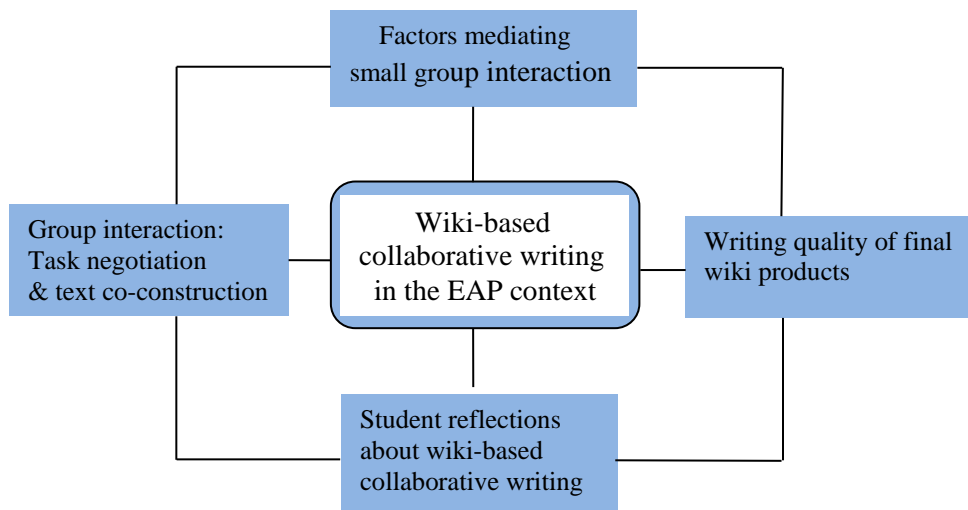 Factors mediating
small group interaction
Group interaction:
Task negotiation
& text co-construction
Wiki-based
collaborative writing
in the EAP context
Writing quality of final
wiki products
Student reflections
about wiki-based
collaborative writing